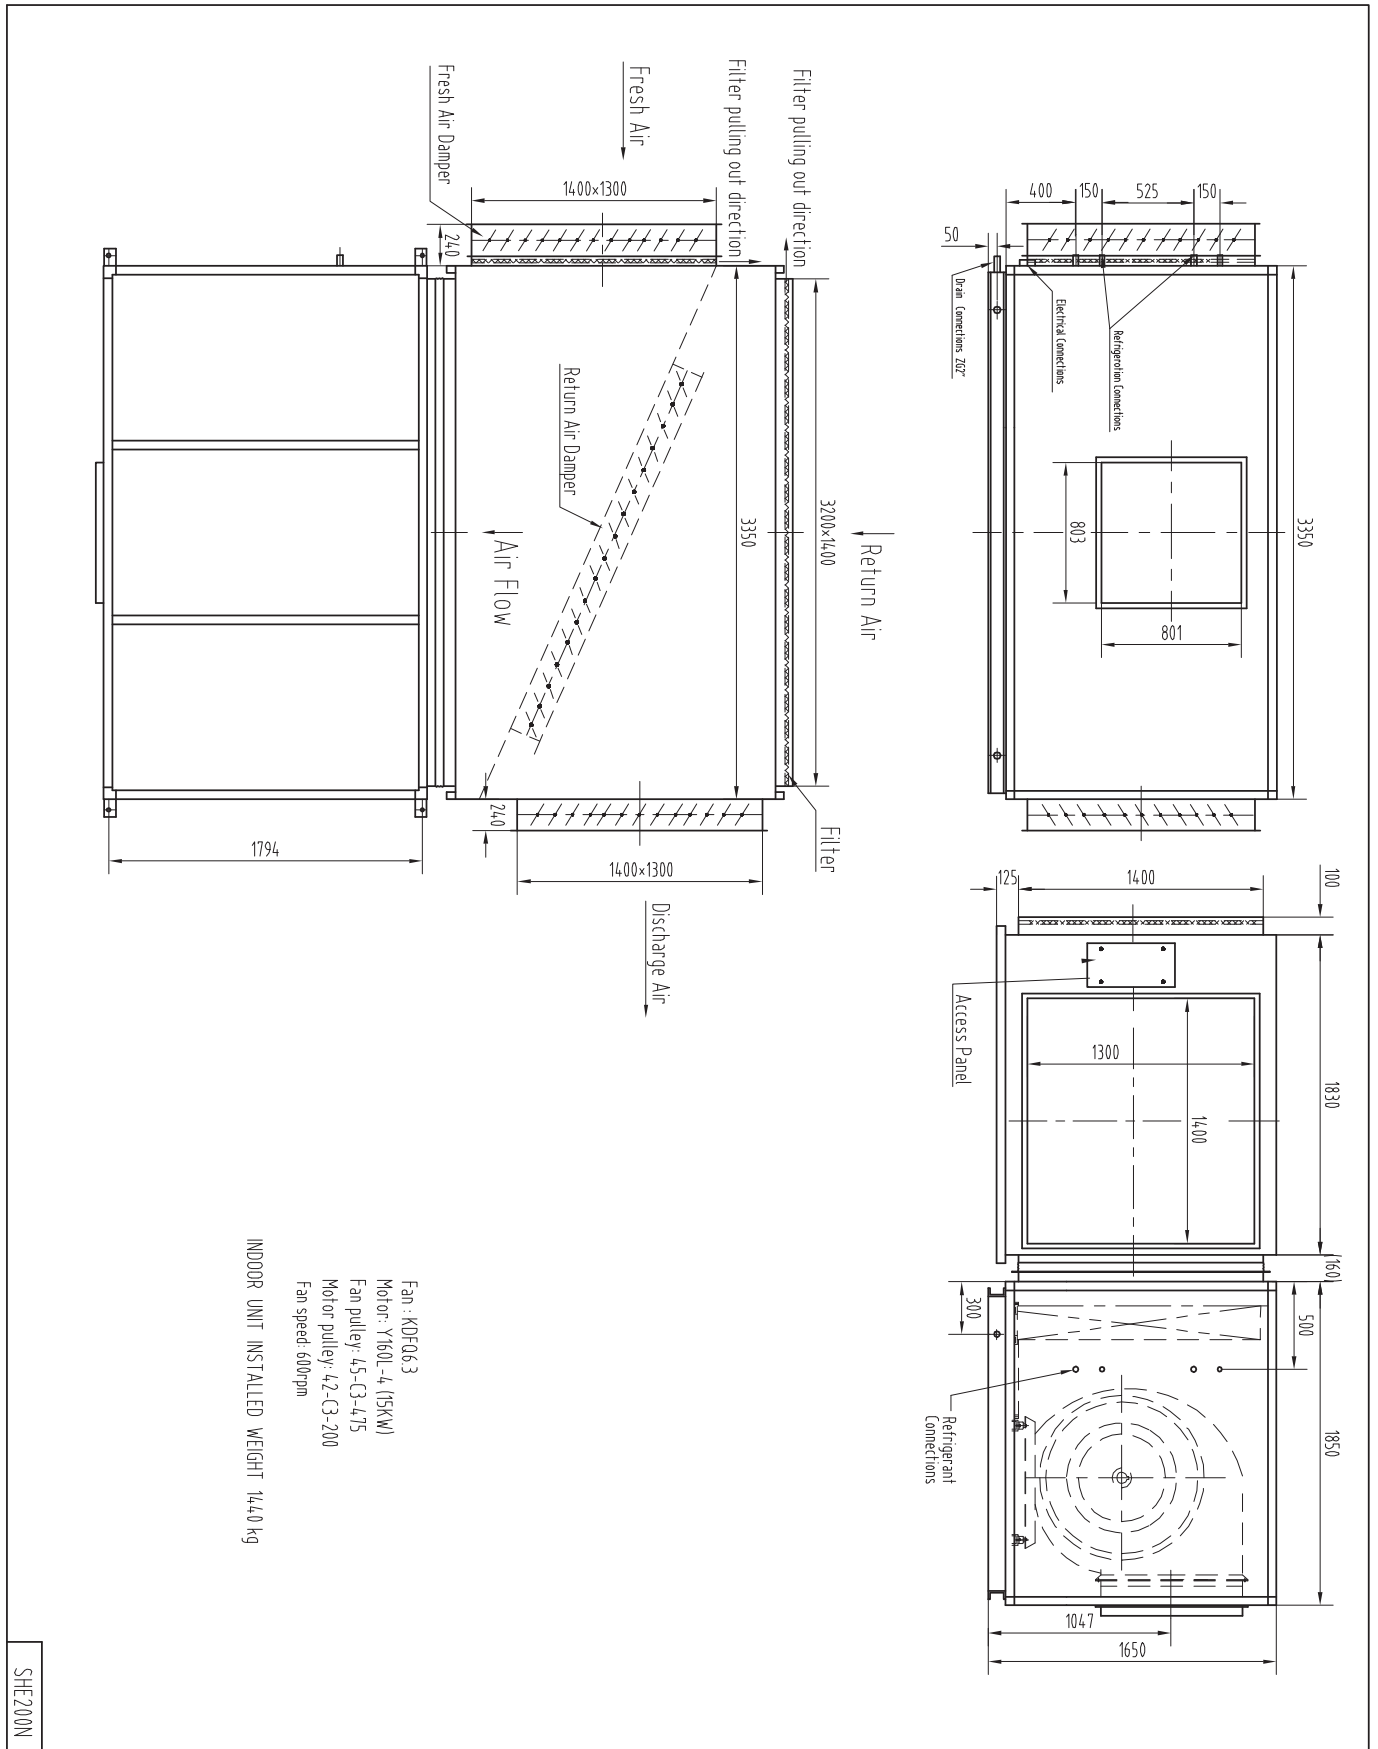 3350
150
525
150
400
50
801
803
Refrigeration Connections
Electrical Connections
Drain Connections ZG2"
100
1830
(160)
1850
1400
125
500
300
1400
1300
Access Panel
Refrigerant
Connections
1650
1047
Return Air
Filter
3200×1400
Filter pulling out direction
Filter pulling out direction
3350
Fresh Air
1400×1300
Fresh Air Damper
240
Return Air Damper
Air Flow
240
1400×1300
Discharge Air
1794
Fan : KDFQ6.3
Motor: Y160L-4 (15KW)
Fan pulley: 45-C3-475
Motor pulley: 42-C3-200
Fan speed: 600rpm
INDOOR UNIT INSTALLED WEIGHT 1440 kg
SHE200N